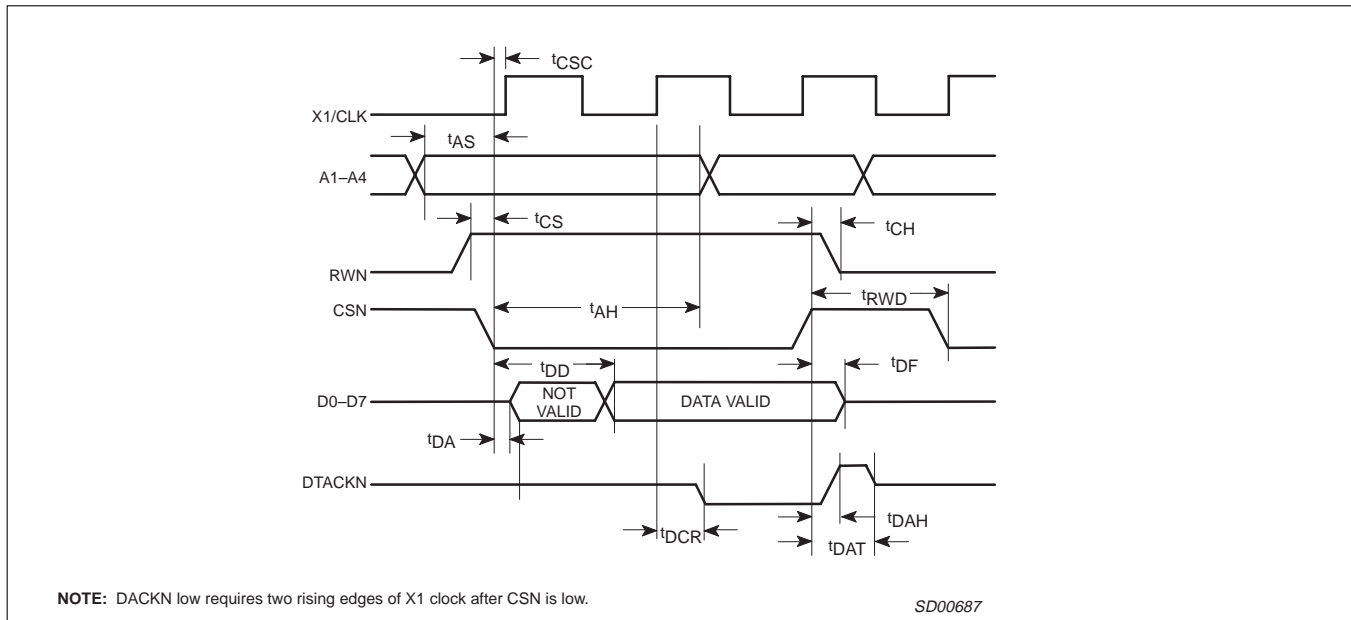 tCSC
X1/CLK
tAS
A1–A4
tCS
tCH
RWN
tRWD
CSN
tAH
tDD
tDF
D0–D7
NOT
VALID
DATA VALID
tDA
DTACKN
tDCR
tDAH
tDAT
NOTE: DACKN low requires two rising edges of X1 clock after CSN is low.
SD00687